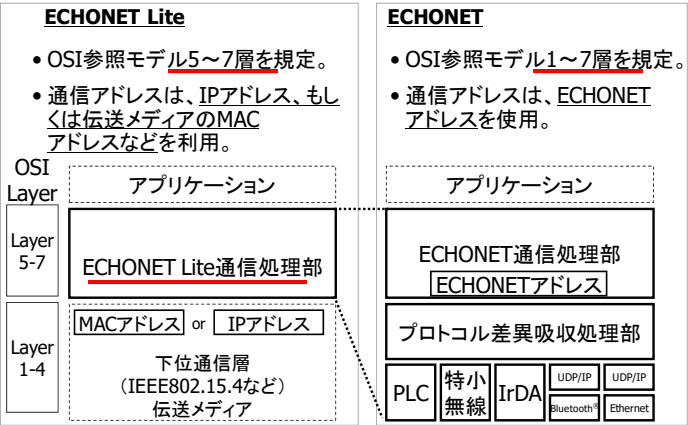 ECHONET Lite
• OSI参照モデル5～7層を規定。
• 通信アドレスは、IPアドレス、もし
くは伝送メディアのMAC
アドレスなどを利用。
OSI
Layer
アプリケーション
Layer
5-7
ECHONET Lite通信処理部
Layer
1-4
MACアドレス or IPアドレス
下位通信層
（IEEE802.15.4など）
伝送メディア
ECHONET
• OSI参照モデル1～7層を規定。
• 通信アドレスは、ECHONET
アドレスを使用。
アプリケーション
ECHONET通信処理部
ECHONETアドレス
プロトコル差異吸収処理部
PLC
特小
無線
IrDA
UDP/IP
Bluetooth®
UDP/IP
Ethernet